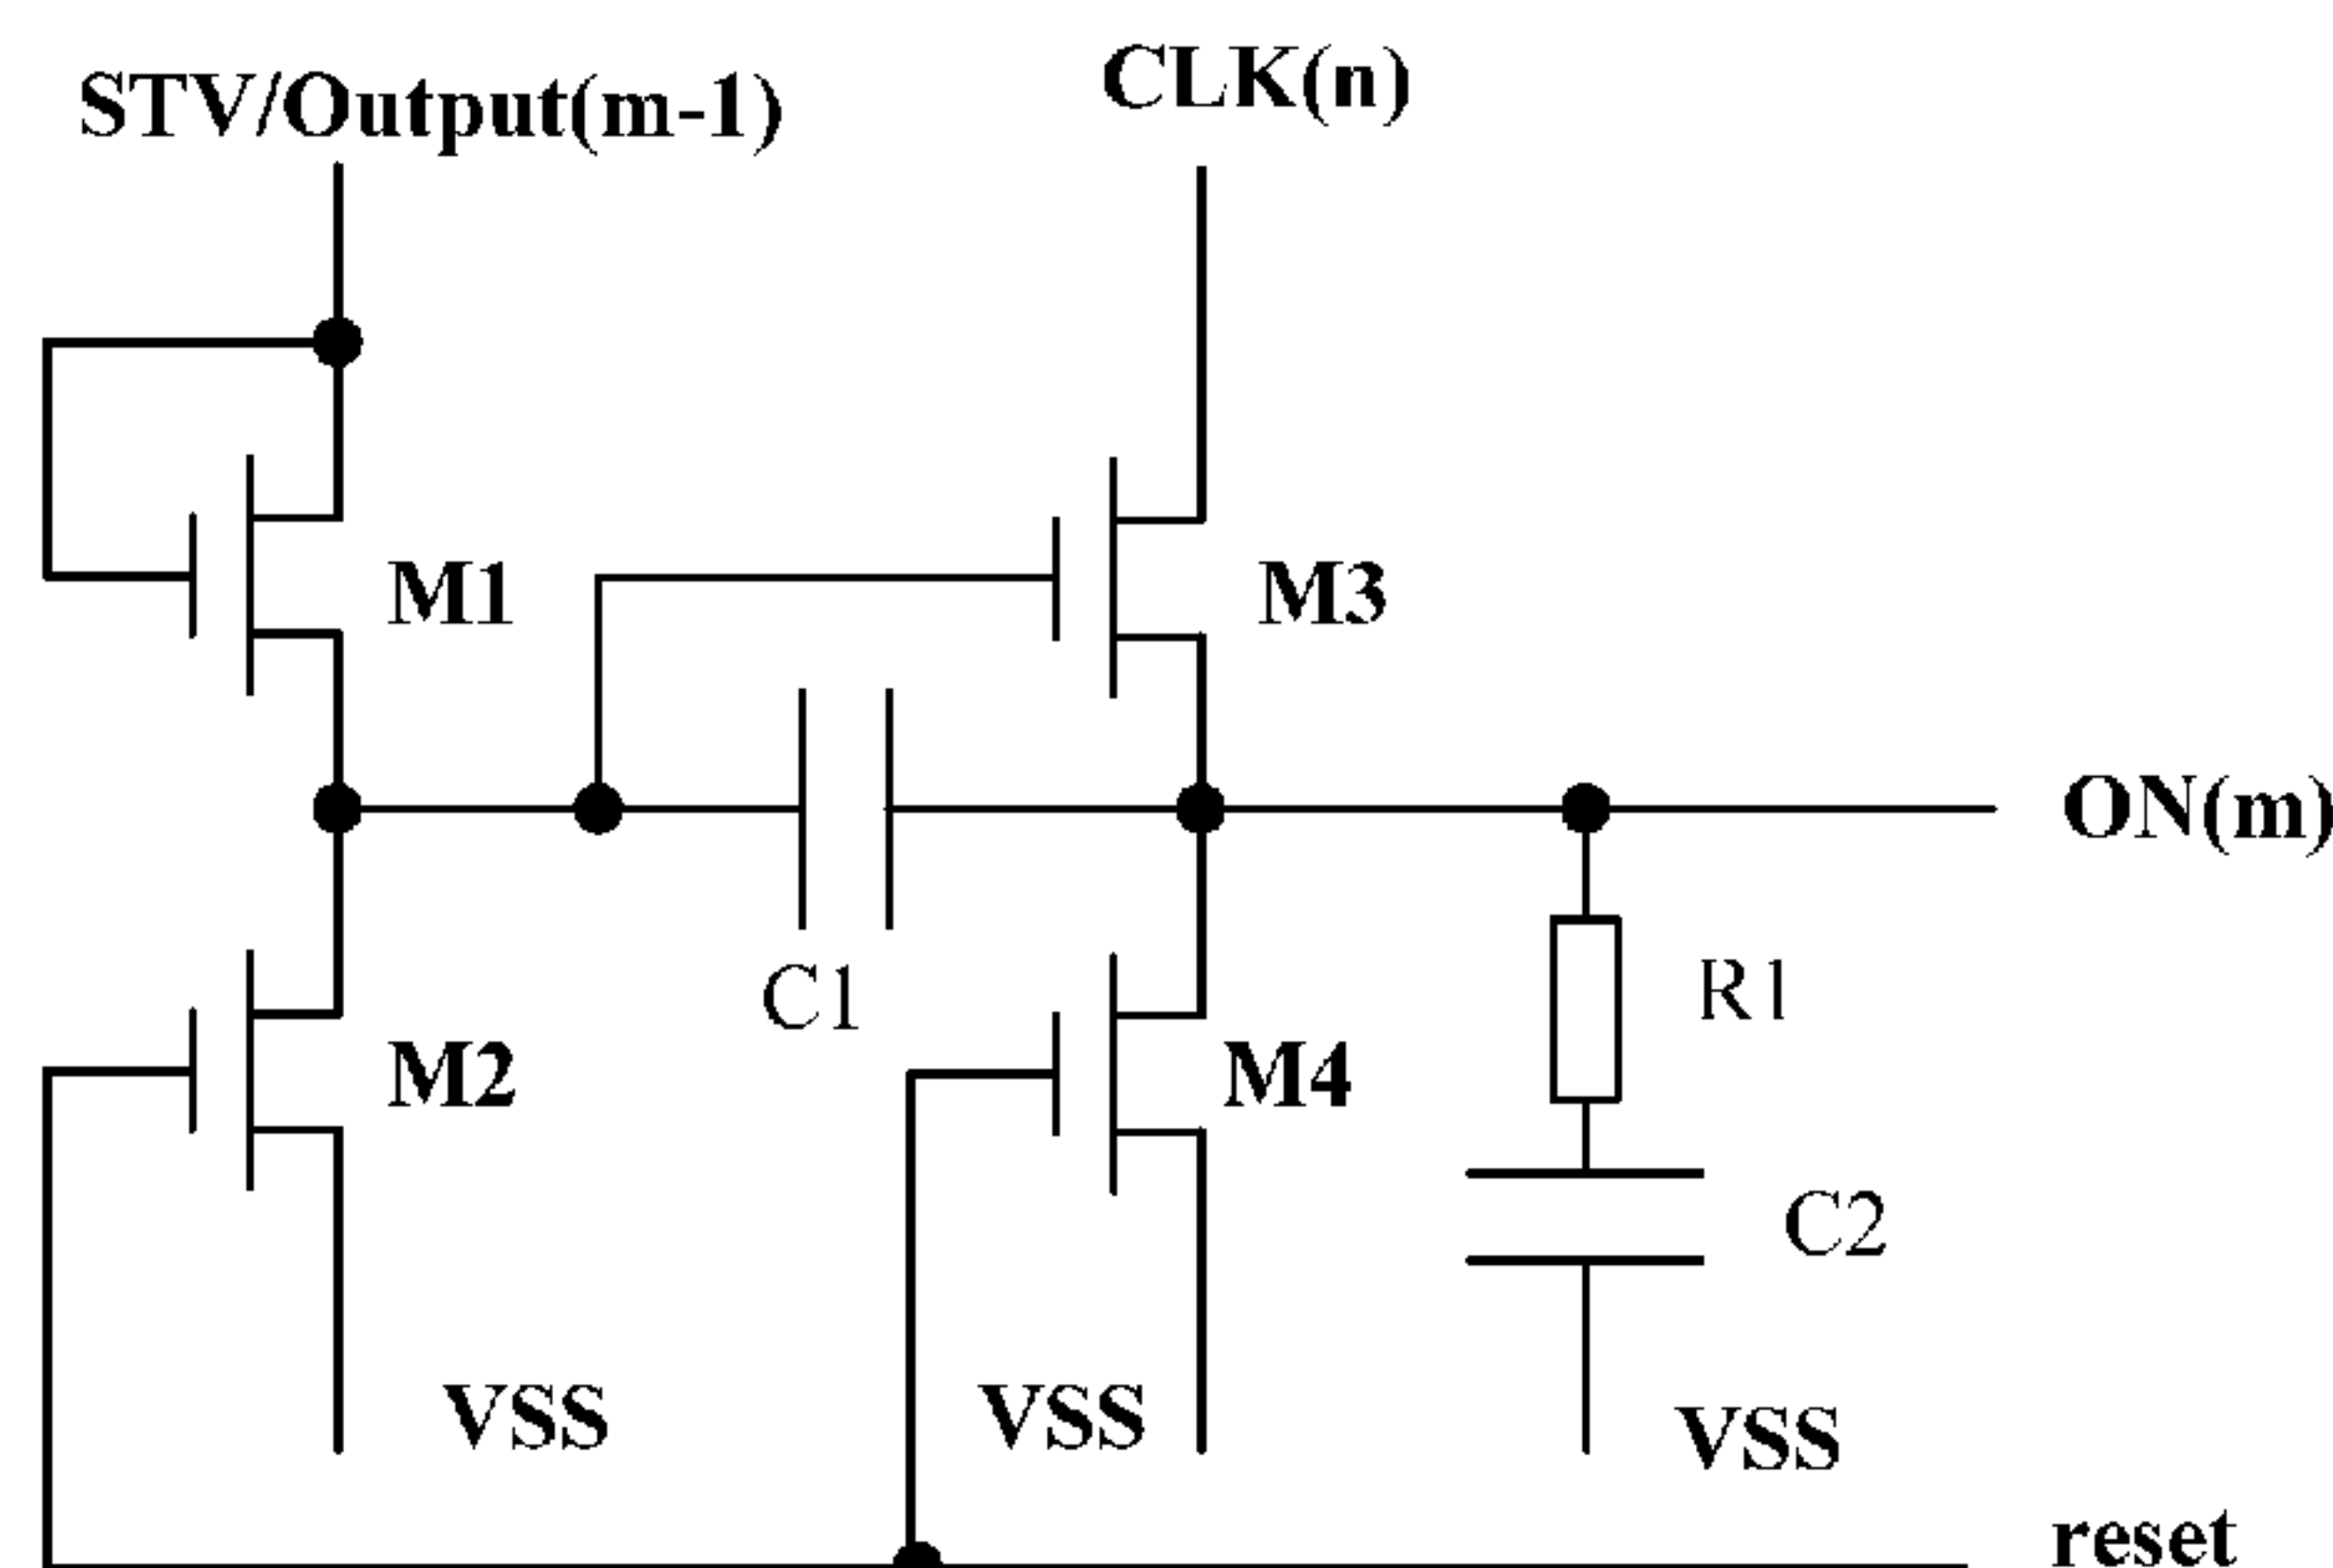 STV/Output(m-1)
CLK(n)
M1
M3
ON(m)
C1
R1
M2
M4
C2
VSS
VSS
VSS
reset